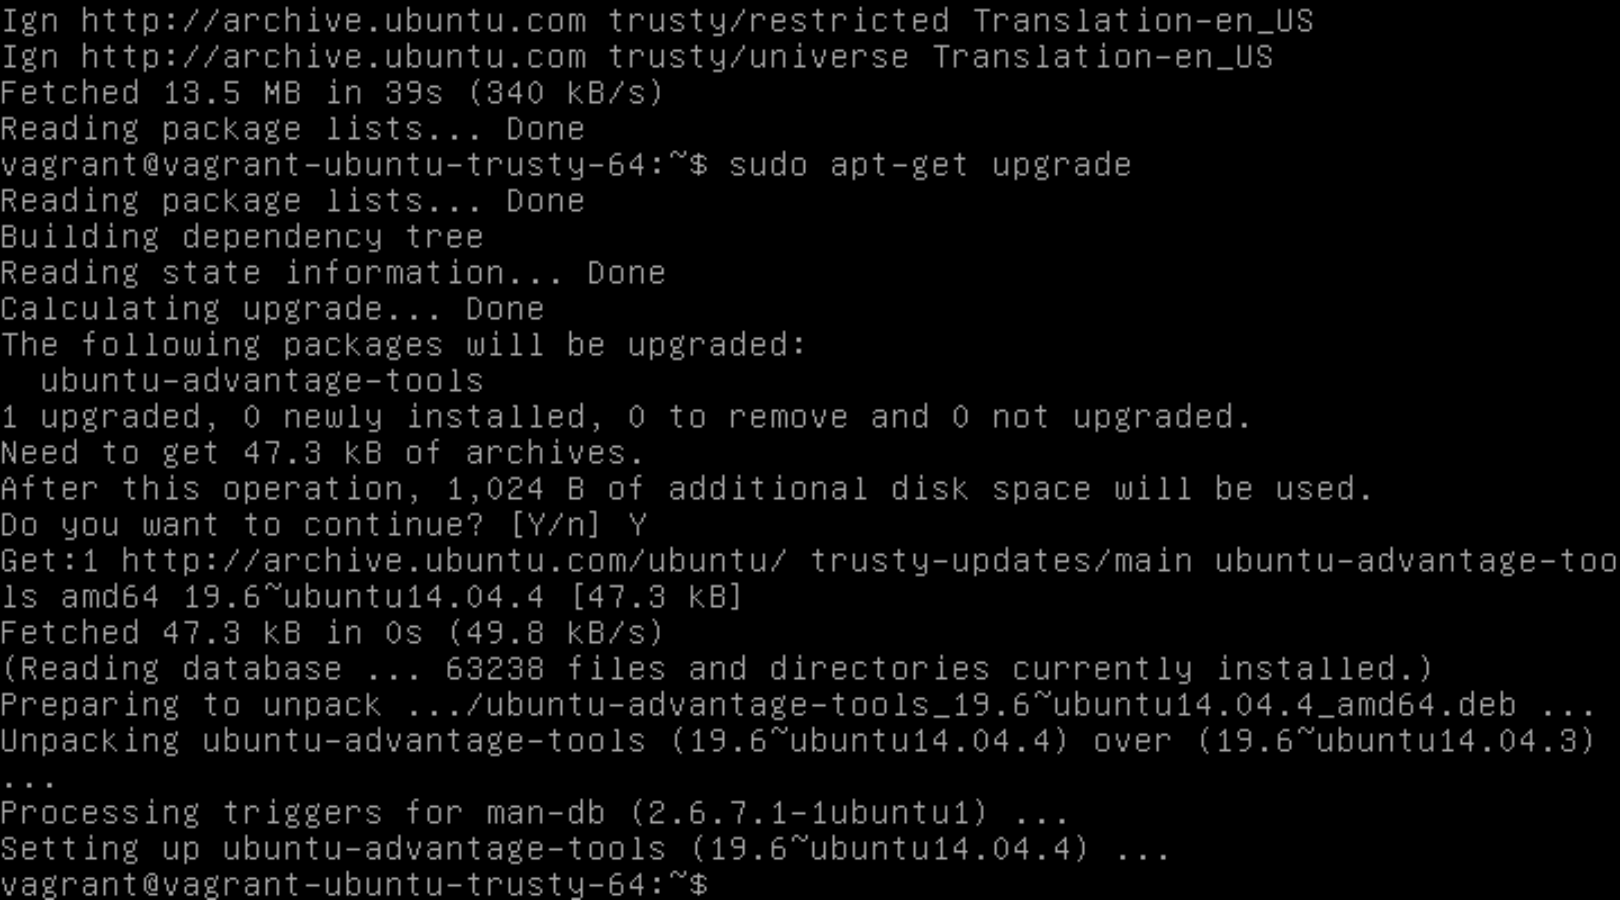 Ign http://archive.ubuntu.com trusty/restricted Translation-en_US
Ign http://archive.ubuntu.com trusty/universe Translation-en_US
Fetched 13.5 MB in 39s (340 kB/s)
Reading package lists... Done
vagrant@vagrant-ubuntu-trusty-64:~$ sudo apt-get upgrade
Reading package lists... Done
Building dependency tree
Reading state information... Done
Calculating upgrade... Done
The following packages will be upgraded:
  ubuntu-advantage-tools
1 upgraded, 0 newly installed, 0 to remove and 0 not upgraded.
Need to get 47.3 kB of archives.
After this operation, 1,024 B of additional disk space will be used.
Do you want to continue? [Y/n] Y
Get:1 http://archive.ubuntu.com/ubuntu/ trusty-updates/main ubuntu-advantage-too
ls amd64 19.6~ubuntu14.04.4 [47.3 kB]
Fetched 47.3 kB in 0s (49.8 kB/s)
(Reading database ... 63238 files and directories currently installed.)
Preparing to unpack .../ubuntu-advantage-tools_19.6~ubuntu14.04.4_amd64.deb ...
Unpacking ubuntu-advantage-tools (19.6~ubuntu14.04.4) over (19.6~ubuntu14.04.3)
...
Processing triggers for man-db (2.6.7.1-1ubuntu1) ...
Setting up ubuntu-advantage-tools (19.6~ubuntu14.04.4) ...
vagrant@vagrant-ubuntu-trusty-64:~$